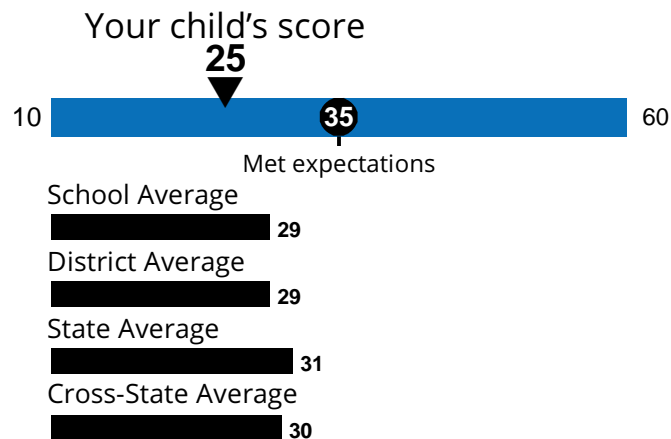 Your child's score
25
10 35 60
Met expectations
School Average
29
District Average
29
State Average
31
Cross-State Average
30